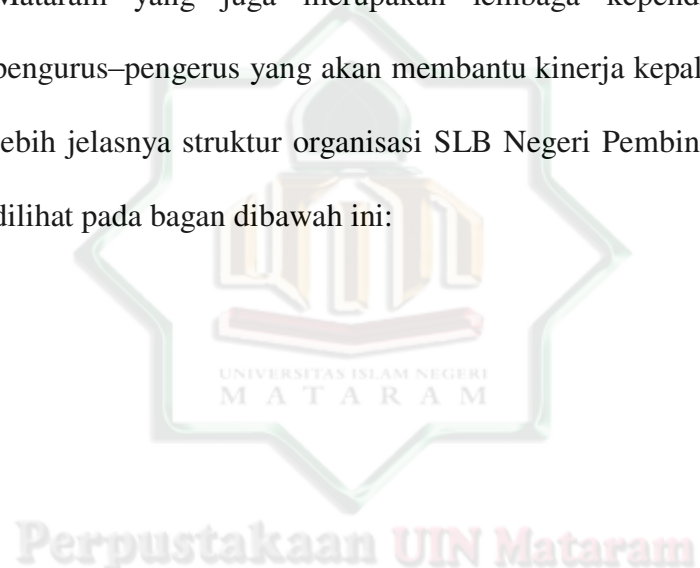 Mataram yang juga merupakan lembaga kepend
pengurus–pengerus yang akan membantu kinerja kepal
lebih jelasnya struktur organisasi SLB Negeri Pembin
dilihat pada bagan dibawah ini:
UNIVERSITAS ISLAM NEGERI
MATARAM
Perpustakaan UIN Mataram